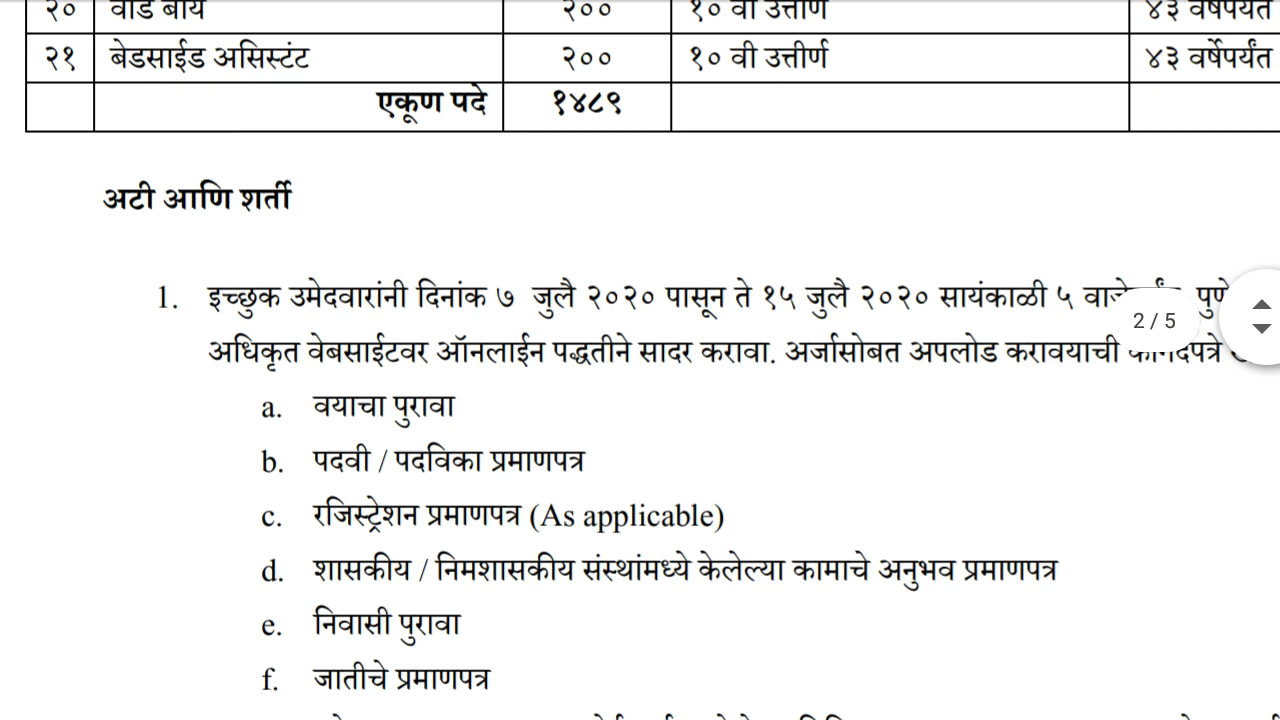 २० वॉर्ड बॉय २०० १० वी उत्तीर्ण ४३ वर्षेपर्यंत
२१ बेडसाईड असिस्टंट २०० १० वी उत्तीर्ण ४३ वर्षेपर्यंत
एकूण पदे १४८९
अटी आणि शर्ती
1. इच्छुक उमेदवारांनी दिनांक ७ जुलै २०२० पासून ते १५ जुलै २०२० सायंकाळी ५ पुणे
2 / 5
अधिकृत वेबसाईटवर ऑनलाईन पद्धतीने सादर करावा. अर्जासोबत अपलोड करावयाची
a. वयाचा पुरावा
b. पदवी / पदविका प्रमाणपत्र
c. रजिस्ट्रेशन प्रमाणपत्र (As applicable)
d. शासकीय / निमशासकीय संस्थांमध्ये केलेल्या कामाचे अनुभव प्रमाणपत्र
e. निवासी पुरावा
f. जातीचे प्रमाणपत्र